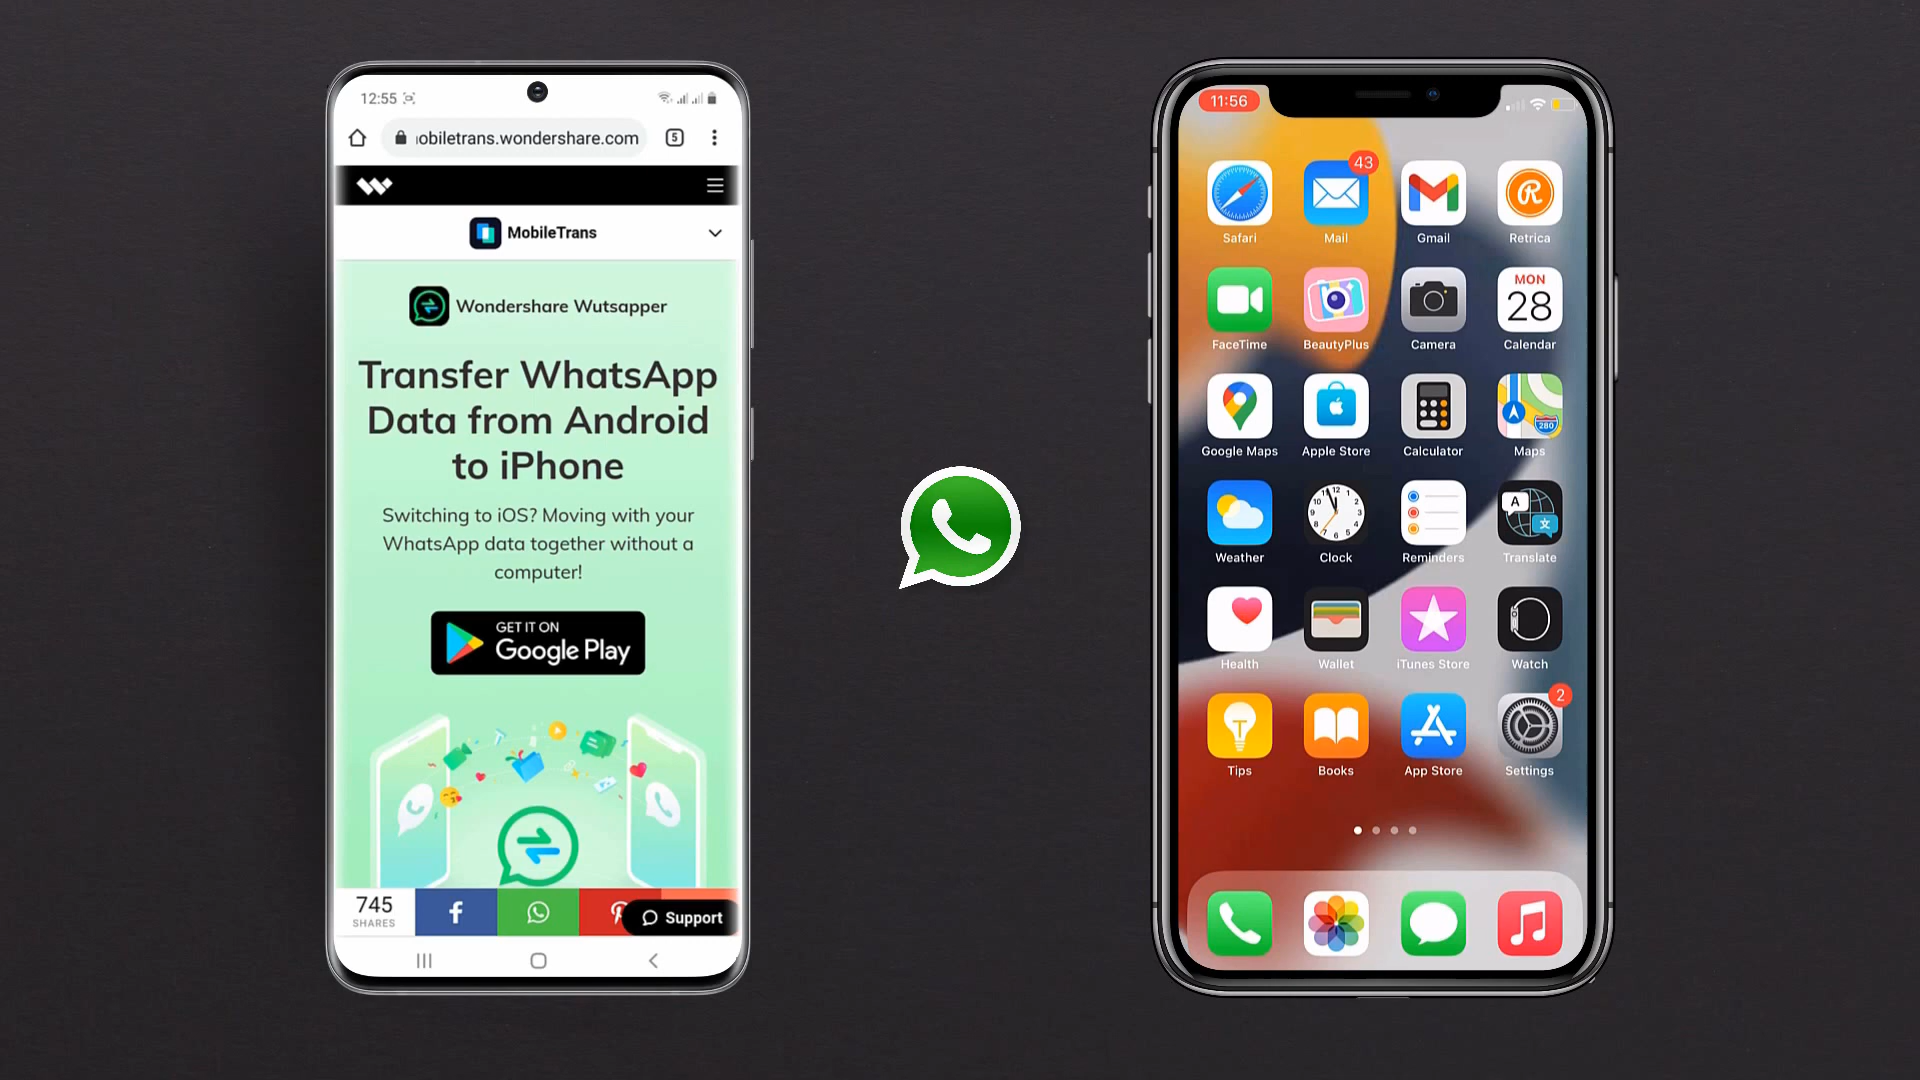 12:55
obiletrans.wondershare.com
5
MobileTrans
Wondershare Wutsapper
Transfer WhatsApp
Data from Android
to iPhone
Switching to iOS? Moving with your
WhatsApp data together without a
computer!
GET IT ON
Google Play
745
SHARES
Support
11:56
43
Safari Mail Gmail Retrica
MON
28
FaceTime BeautyPlus Camera Calendar
280
Google Maps Apple Store Calculator Maps
Weather Clock Reminders Translate
Health Wallet iTunes Store Watch
2
Tips Books App Store Settings